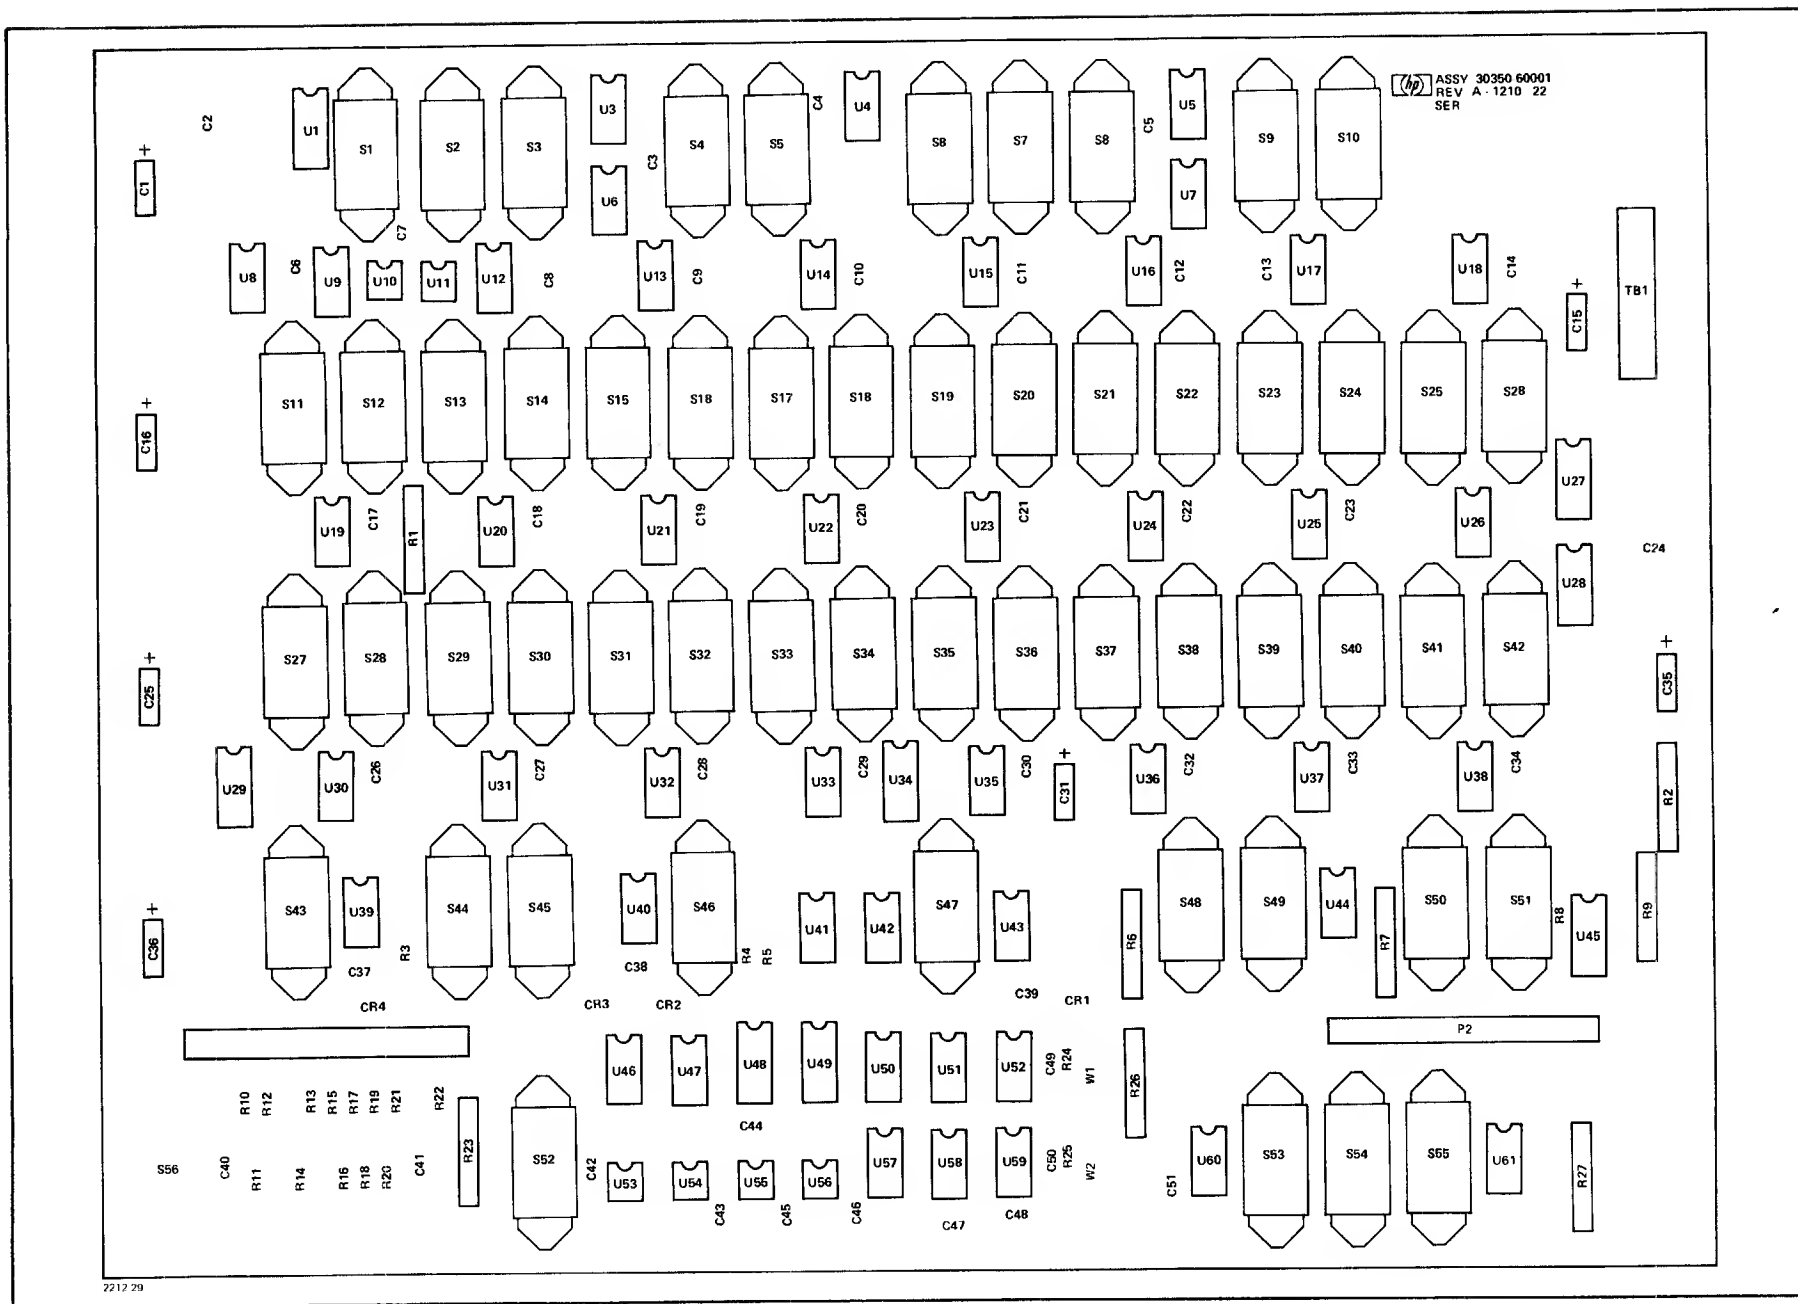 hp ASSY 30350 60001
REV A - 1210 22
SER
C2 U1 S1 S2 S3 U3 S4 S5 C4 U4 S8 S7 S8 C5 U5 S9 S10
+ C1 C3 U6 U7
C7
U8 C6 U9 U10 U11 U12 C8 U13 C9 U14 C10 U15 C11 U16 C12 C13 U17 U18 C14
+ C15 TB1
+ C16 S11 S12 S13 S14 S15 S18 S17 S18 S19 S20 S21 S22 S23 S24 S25 S28
U27
U19 C17 R1 U20 C18 U21 C19 U22 C20 U23 C21 U24 C22 U25 C23 U26
C24
U28
+ C25 S27 S28 S29 S30 S31 S32 S33 S34 S35 S36 S37 S38 S39 S40 S41 S42 + C35
U29 U30 C26 U31 C27 U32 C28 U33 C29 U34 U35 C30 + C31 U36 C32 U37 C33 U38 C34 R2
+ C36 S43 U39 R3 S44 S45 U40 S46 R4 R5 U41 U42 S47 U43 R6 S48 S49 U44 R7 S50 S51 R8 U45 R9
C37 C38
CR4 CR3 CR2 C39 CR1
P2
U46 U47 U48 U49 U50 U51 U52 C49 R24 W1 R26
R10 R12 R13 R15 R17 R19 R21 R22
C44
S56 C40 R11 R14 R16 R18 R20 C41 R23 S52 C42 U53 U54 U55 U56 U57 U58 U59 C50 R25 W2 C51 U60 S53 S54 S55 U61 R27
C43 C45 C46 C47 C48
2212 29